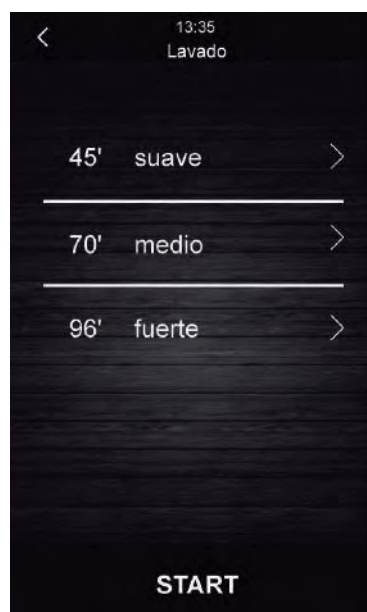 13:35
Lavado
45' suave
70' medio
96' fuerte
START